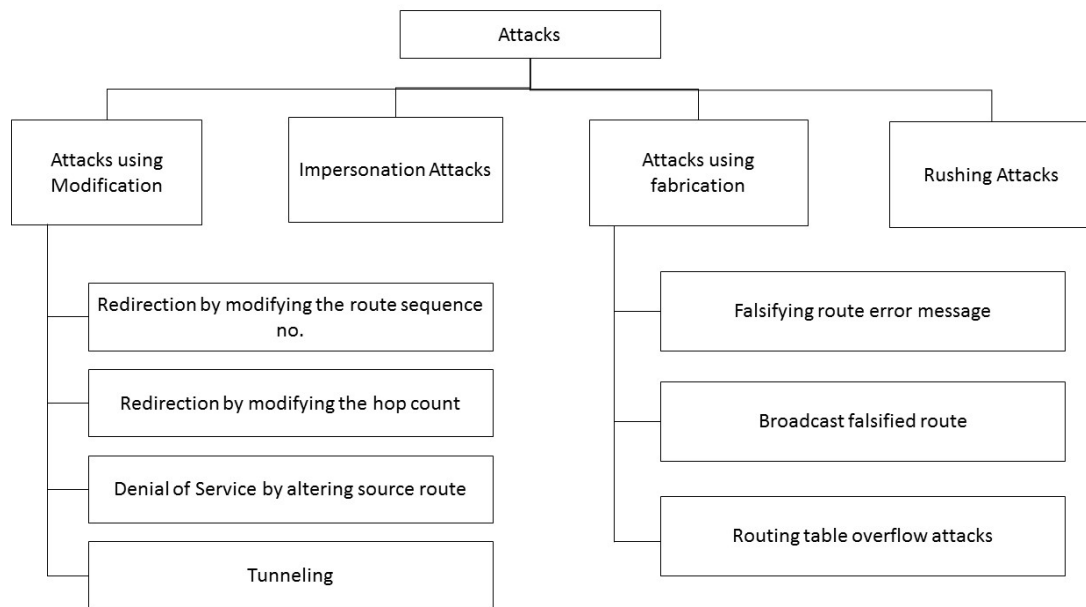 Attacks
Attacks using
Modification
Impersonation Attacks
Attacks using
fabrication
Rushing Attacks
Redirection by modifying the route sequence
no.
Redirection by modifying the hop count
Denial of Service by altering source route
Tunneling
Falsifying route error message
Broadcast falsified route
Routing table overflow attacks